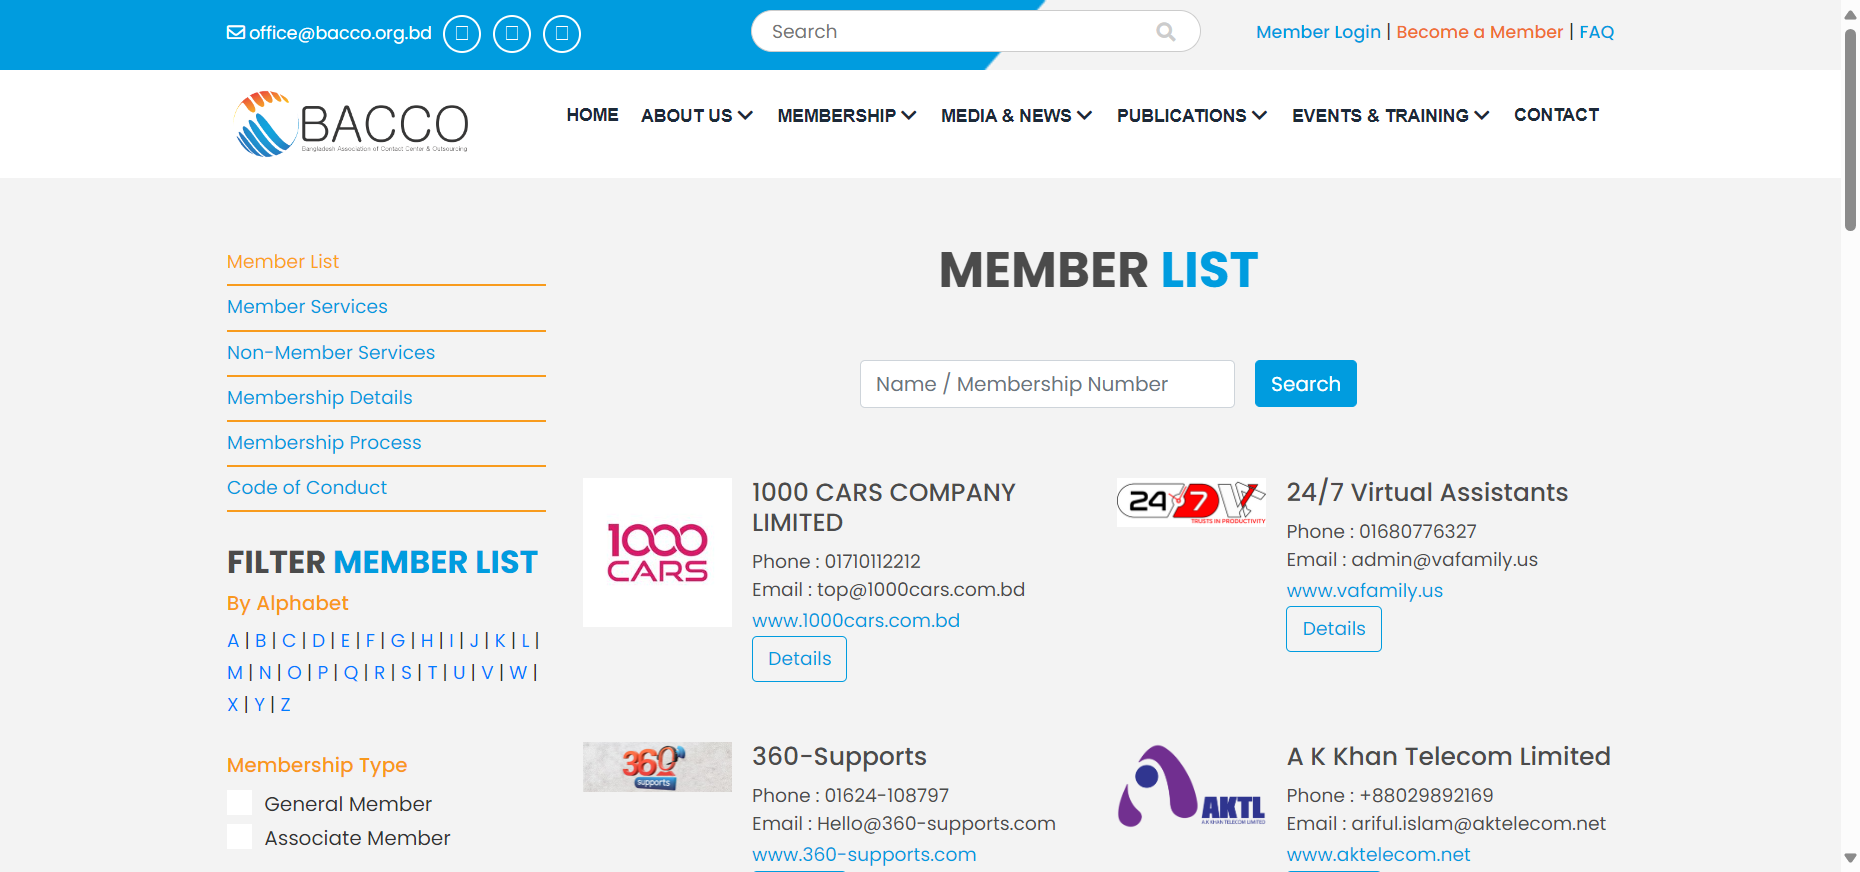 office@bacco.org.bd
Search
Member Login | Become a Member | FAQ
BACCO
Bangladesh Association of Contact Center & Outsourcing
HOME ABOUT US MEMBERSHIP MEDIA & NEWS PUBLICATIONS EVENTS & TRAINING CONTACT
Member List
Member Services
Non-Member Services
Membership Details
Membership Process
Code of Conduct
FILTER MEMBER LIST
By Alphabet
A | B | C | D | E | F | G | H | I | J | K | L |
M | N | O | P | Q | R | S | T | U | V | W |
X | Y | Z
Membership Type
General Member
Associate Member
MEMBER LIST
Name / Membership Number
Search
1000
CARS
1000 CARS COMPANY
LIMITED
Phone : 01710112212
Email : top@1000cars.com.bd
www.1000cars.com.bd
Details
24/7
TRUSTS IN PRODUCTIVITY
24/7 Virtual Assistants
Phone : 01680776327
Email : admin@vafamily.us
www.vafamily.us
Details
360
supports
360-Supports
Phone : 01624-108797
Email : Hello@360-supports.com
www.360-supports.com
AKTL
A K KHAN TELECOM LIMITED
A K Khan Telecom Limited
Phone : +88029892169
Email : ariful.islam@aktelecom.net
www.aktelecom.net